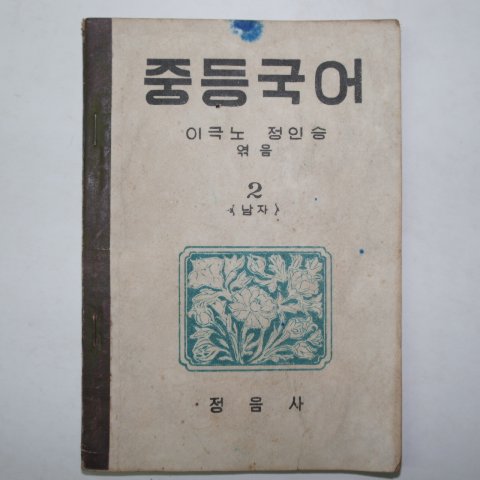 중등국어
이극노 정인승
엮음
2
《남자》
정음사